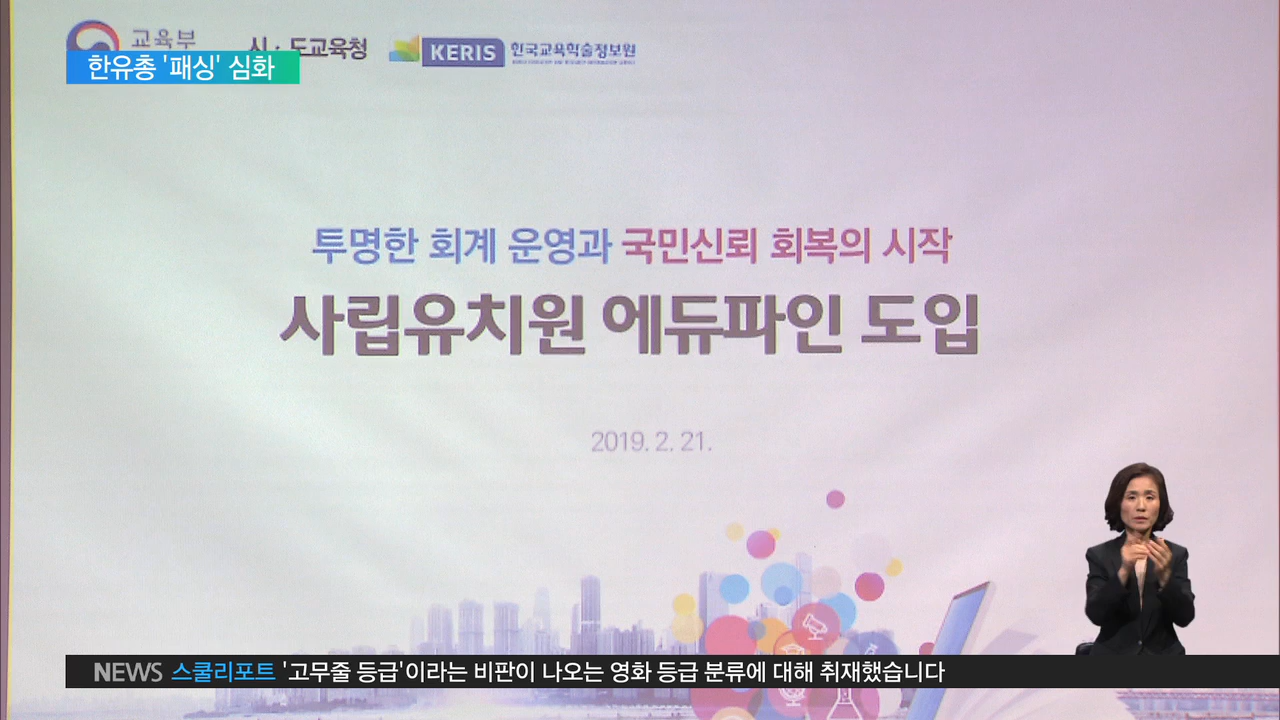 교육부
시·도교육청
KERIS 한국교육학술정보원
한유총 '패싱' 심화
투명한 회계 운영과 국민신뢰 회복의 시작
사립유치원 에듀파인 도입
2019. 2. 21.
NEWS 스쿨리포트 '고무줄 등급'이라는 비판이 나오는 영화 등급 분류에 대해 취재했습니다